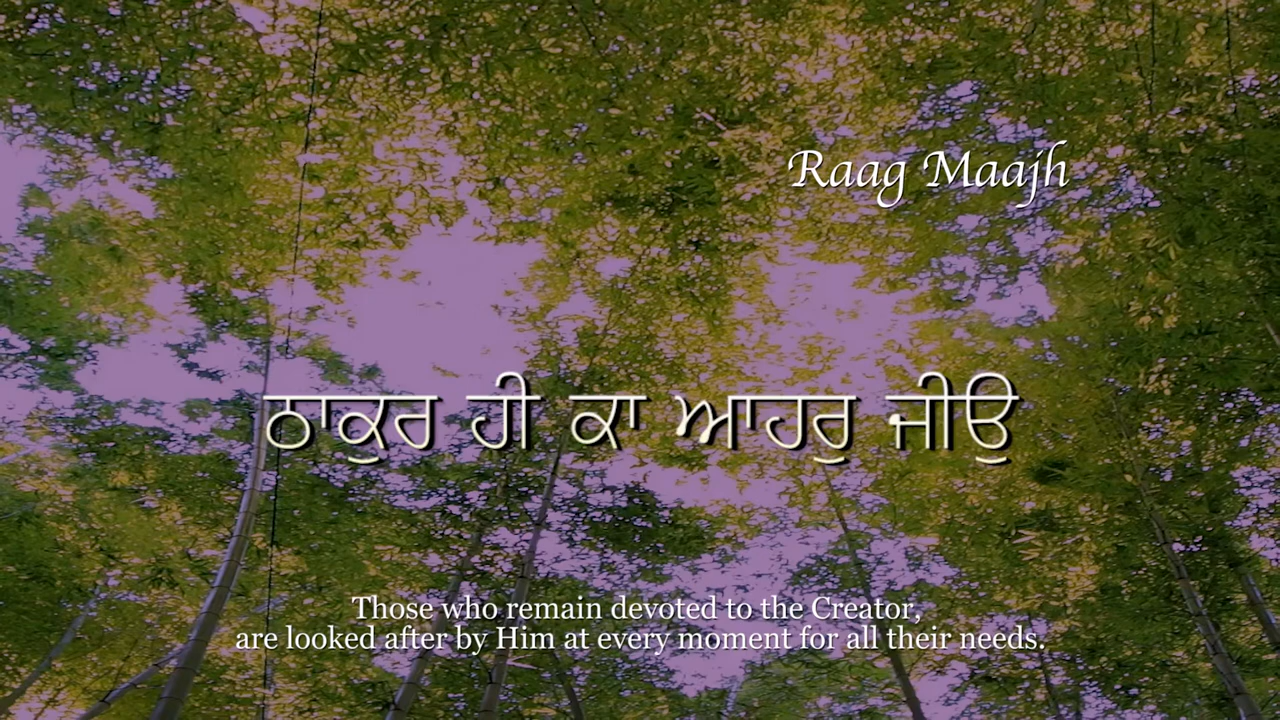 Raag Maajh
ਠਾਕੁਰ ਹੀ ਕਾ ਆਹਰੁ ਜੀਉ
Those who remain devoted to the Creator,
are looked after by Him at every moment for all their needs.